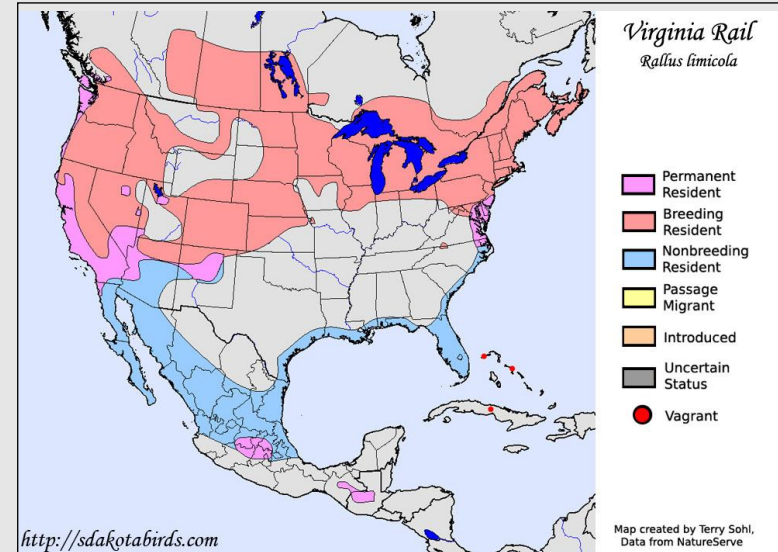 Virginia Rail
Rallus limicola
Permanent
Resident
Breeding
Resident
Nonbreeding
Resident
Passage
Migrant
Introduced
Uncertain
Status
Vagrant
http://sdakotabirds.com
Map created by Terry Sohl,
Data from NatureServe